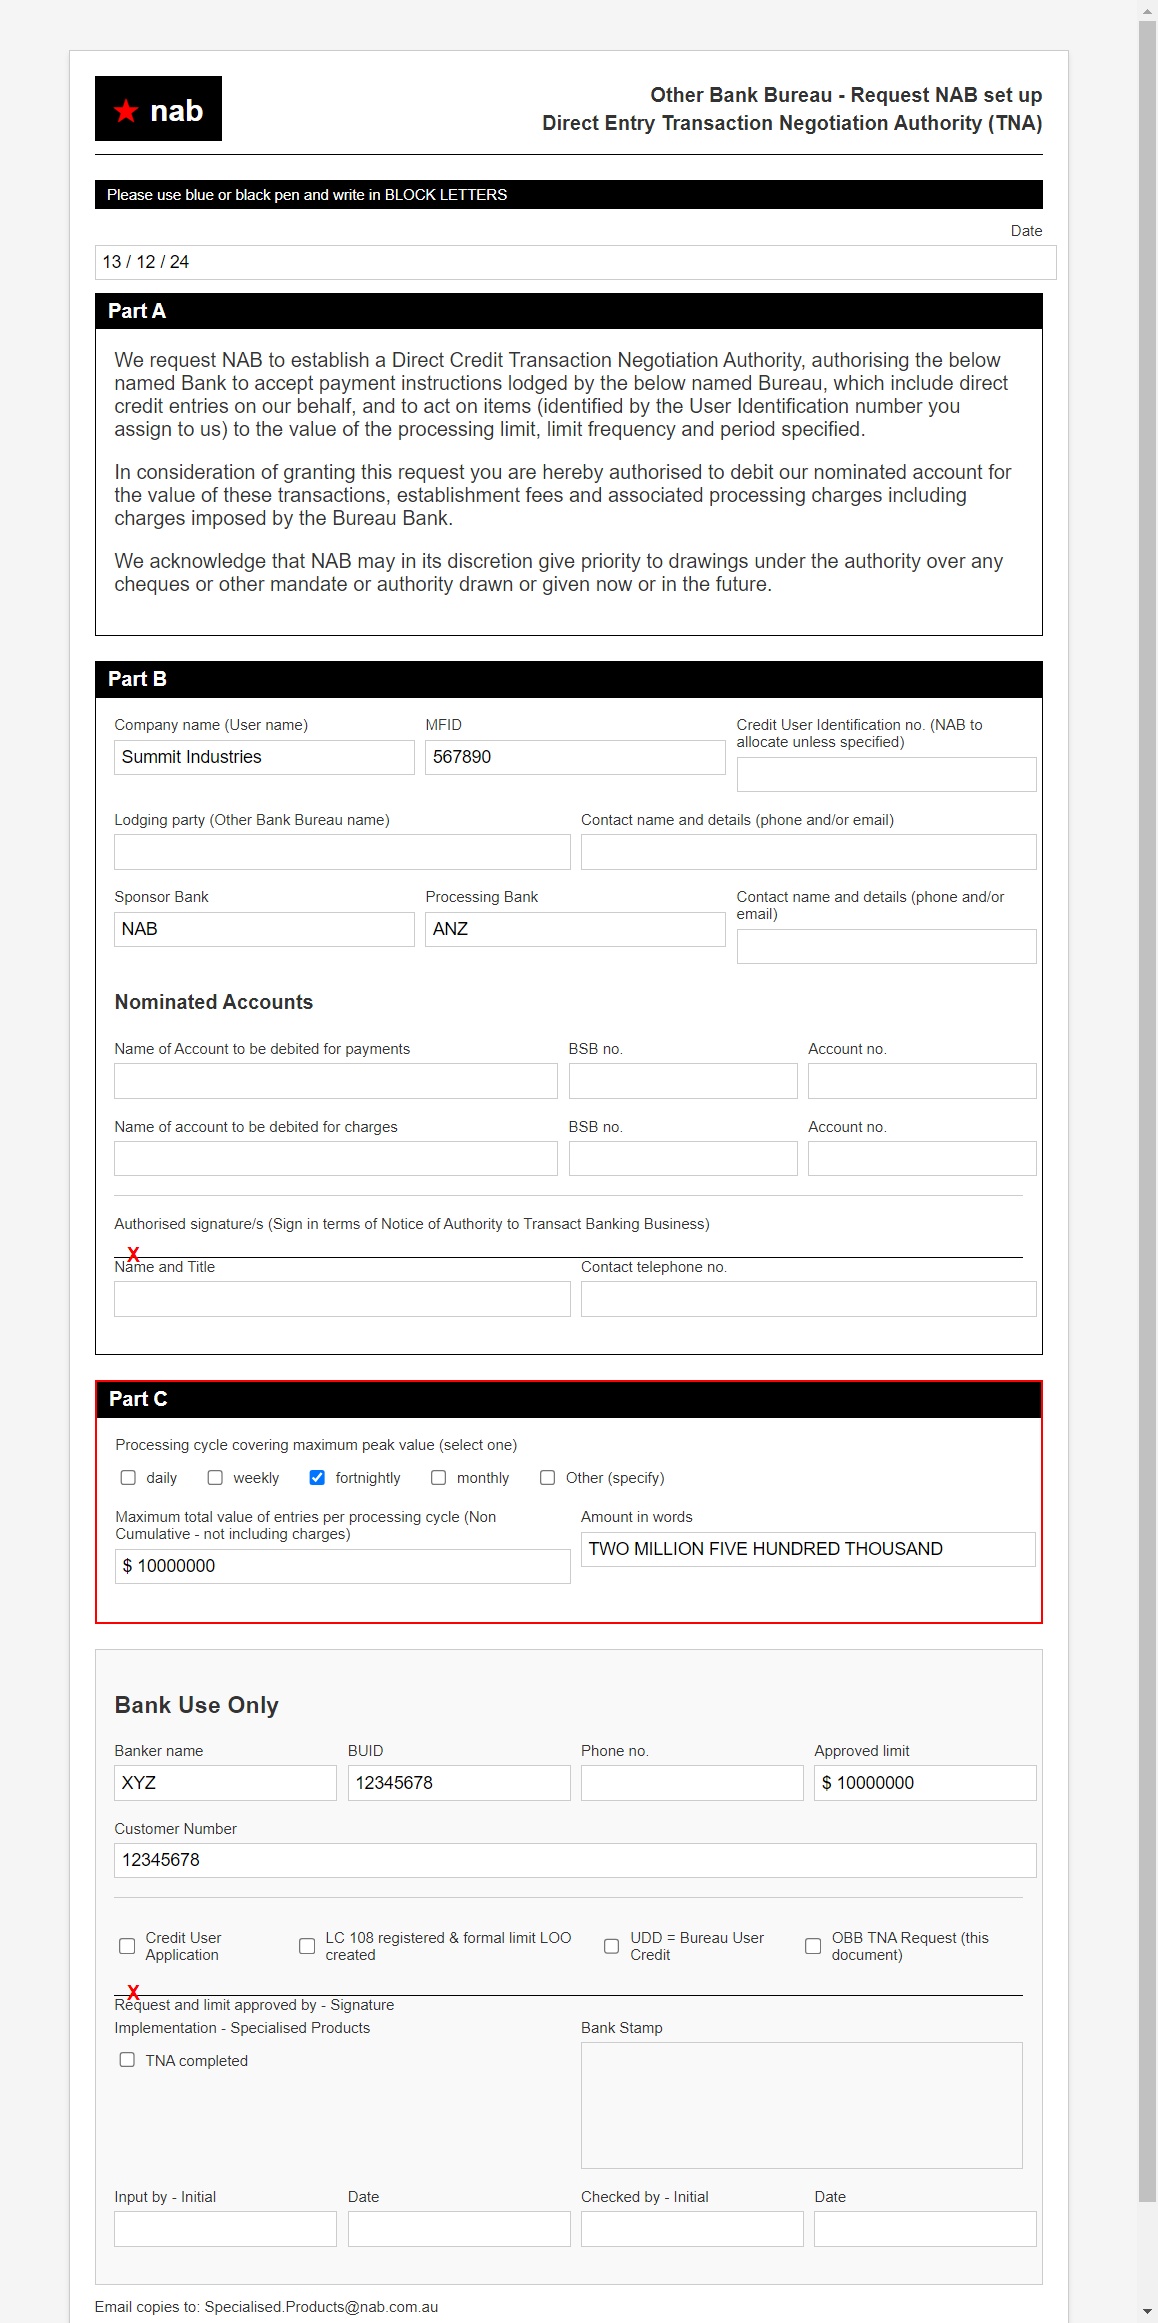 ★ nab
Other Bank Bureau - Request NAB set up
Direct Entry Transaction Negotiation Authority (TNA)
Please use blue or black pen and write in BLOCK LETTERS
Date
13 / 12 / 24
Part A
We request NAB to establish a Direct Credit Transaction Negotiation Authority, authorising the below
named Bank to accept payment instructions lodged by the below named Bureau, which include direct
credit entries on our behalf, and to act on items (identified by the User Identification number you
assign to us) to the value of the processing limit, limit frequency and period specified.
In consideration of granting this request you are hereby authorised to debit our nominated account for
the value of these transactions, establishment fees and associated processing charges including
charges imposed by the Bureau Bank.
We acknowledge that NAB may in its discretion give priority to drawings under the authority over any
cheques or other mandate or authority drawn or given now or in the future.
Part B
Company name (User name)
Summit Industries
MFID
567890
Credit User Identification no. (NAB to
allocate unless specified)
Lodging party (Other Bank Bureau name)
Contact name and details (phone and/or email)
Sponsor Bank
NAB
Processing Bank
ANZ
Contact name and details (phone and/or
email)
Nominated Accounts
Name of Account to be debited for payments
BSB no.
Account no.
Name of account to be debited for charges
BSB no.
Account no.
Authorised signature/s (Sign in terms of Notice of Authority to Transact Banking Business)
X
Name and Title
Contact telephone no.
Part C
Processing cycle covering maximum peak value (select one)
daily
weekly
fortnightly
monthly
Other (specify)
Maximum total value of entries per processing cycle (Non
Cumulative - not including charges)
$ 10000000
Amount in words
TWO MILLION FIVE HUNDRED THOUSAND
Bank Use Only
Banker name
XYZ
BUID
12345678
Phone no.
Approved limit
$ 10000000
Customer Number
12345678
Credit User
Application
LC 108 registered & formal limit LOO
created
UDD = Bureau User
Credit
OBB TNA Request (this
document)
X
Request and limit approved by - Signature
Implementation - Specialised Products
TNA completed
Bank Stamp
Input by - Initial
Date
Checked by - Initial
Date
Email copies to: Specialised.Products@nab.com.au